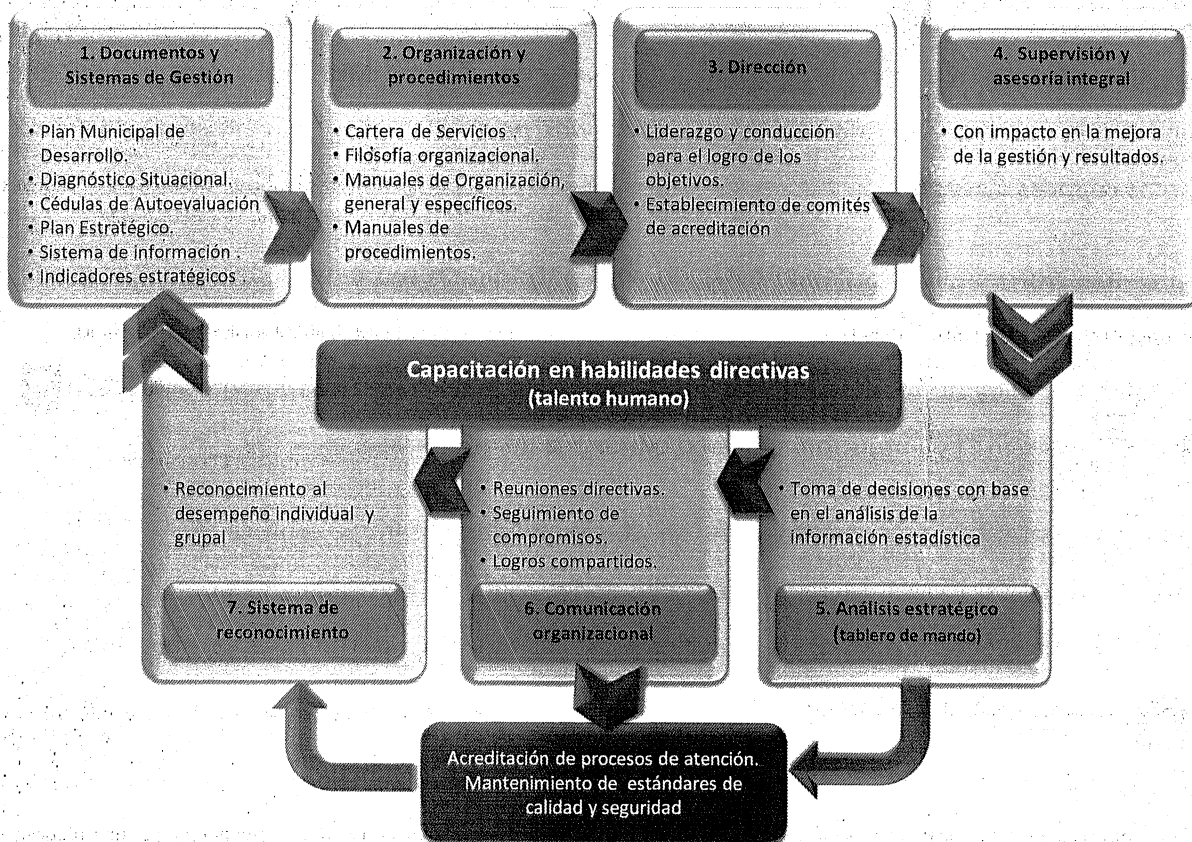 1. Documentos y
Sistemas de Gestión
• Plan Municipal de
Desarrollo.
• Diagnóstico Situacional.
• Cédulas de Autoevaluación
• Plan Estratégico.
• Sistema de información .
• Indicadores estratégicos .
2. Organización y
procedimientos
• Cartera de Servicios .
• Filosofía organizacional.
• Manuales de Organización,
general y específicos.
• Manuales de
procedimientos.
3. Dirección
• Liderazgo y conducción
para el logro de los
objetivos.
• Establecimiento de comités
de acreditación
4. Supervisión y
asesoría integral
• Con impacto en la mejora
de la gestión y resultados.
Capacitación en habilidades directivas
(talento humano)
• Toma de decisiones con base
en el análisis de la
información estadística
5. Análisis estratégico
(tablero de mando)
• Reuniones directivas.
• Seguimiento de
compromisos.
• Logros compartidos.
6. Comunicación
organizacional
• Reconocimiento al
desempeño individual y
grupal
7. Sistema de
reconocimiento
Acreditación de procesos de atención.
Mantenimiento de estándares de
calidad y seguridad